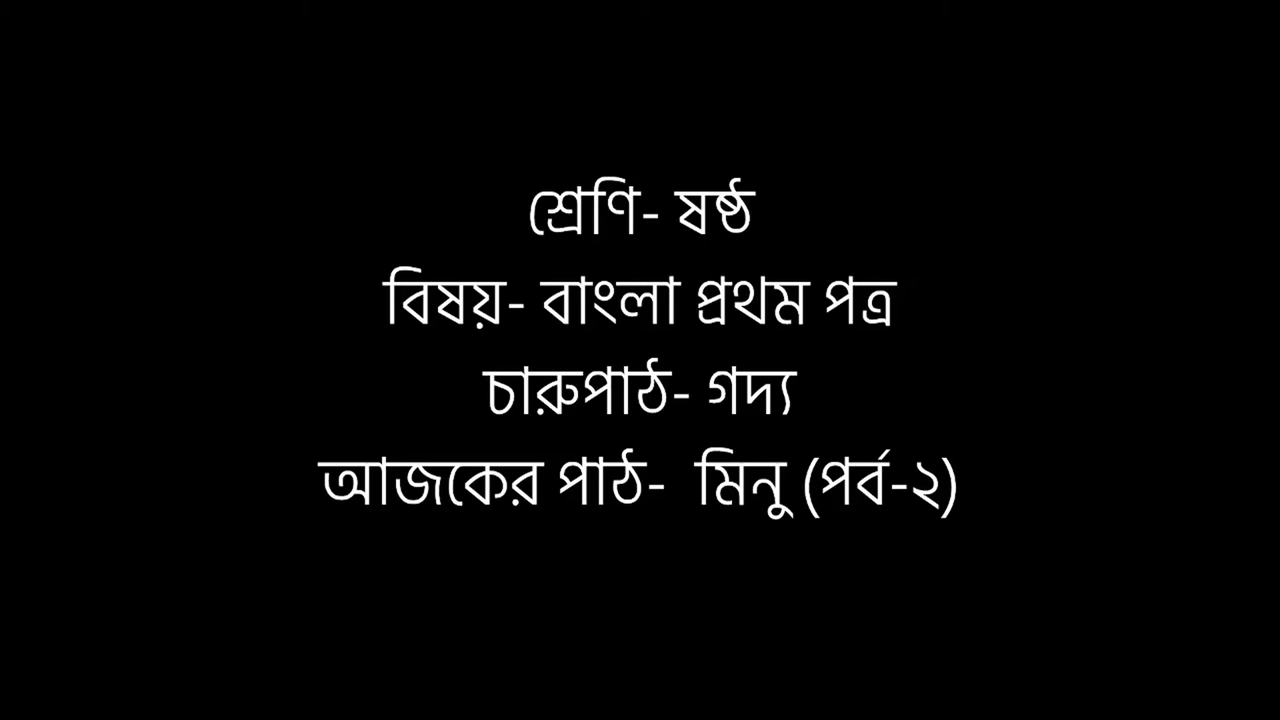 শ্রেণি- ষষ্ঠ
বিষয়- বাংলা প্রথম পত্র
চারুপাঠ- গদ্য
আজকের পাঠ- মিনু (পর্ব-২)